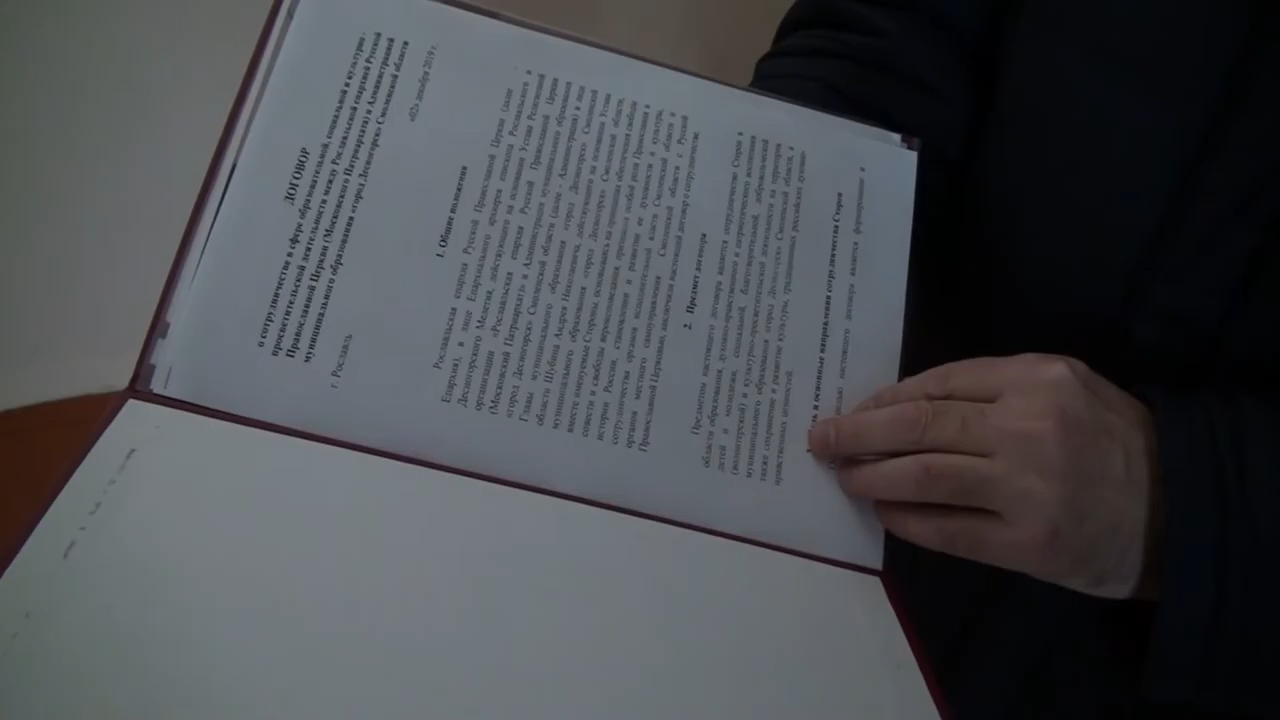 ДОГОВОР
о сотрудничестве в сфере образовательной, социальной и культурно -
просветительской деятельности между Рославльской епархией Русской
Православной Церкви (Московского Патриархата) и Администрацией
муниципального образования «город Десногорск» Смоленской области
г. Рославль «02» декабря 2019 г.
1. Общие положения
Рославльская епархия Русской Православной Церкви (далее
Епархия), в лице Епархиального архиерея епископа Рославльского и
Десногорского Мелетия, действующего на основании Устава Религиозной
организации «Рославльская епархия Русской Православной Церкви
(Московский Патриархат)» и Администрация муниципального образования
«город Десногорск» Смоленской области (далее - Администрация) в лице
Главы муниципального образования «город Десногорск» Смоленской
области Шубина Андрея Николаевича, действующего на основании Устава
муниципального образования «город Десногорск» Смоленской области,
вместе именуемые Стороны, основываясь на принципах обеспечения свободы
совести и свободы вероисповедания, признавая особой роли Православия в
истории России, становлении и развитии ее духовности и культуры,
сотрудничества органов исполнительной власти Смоленской области и
органов местного самоуправления Смоленской области с Русской
Православной Церковью, заключили настоящий договор о сотрудничестве.
2. Предмет договора
Предметом настоящего договора является сотрудничество Сторон в
области образования, духовно-нравственного и патриотического воспитания
детей и молодежи, социальной, благотворительной, добровольческой
(волонтерской) и культурно-просветительской деятельности на территории
муниципального образования «город Десногорск» Смоленской области, а
также сохранение и развитие культуры, традиционных российских духовно-
нравственных ценностей.
и основные направления сотрудничества Сторон
настоящего договора является формирование и